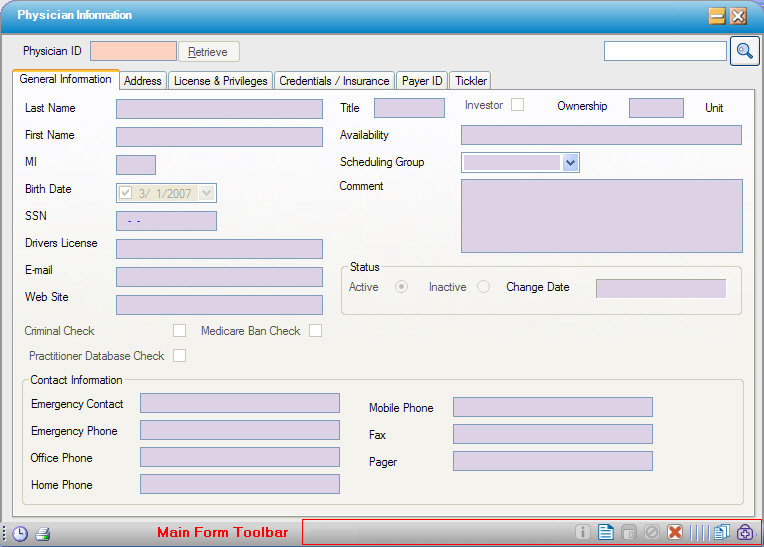 Physician Information
Physician ID Retrieve
General Information Address License & Privileges Credentials / Insurance Payer ID Tickler
Last Name Title Investor Ownership Unit
First Name Availability
MI Scheduling Group
Birth Date 3/ 1/2007 Comment
SSN - -
Drivers License
E-mail Status
Web Site Active Inactive Change Date
Criminal Check Medicare Ban Check
Practitioner Database Check
Contact Information
Emergency Contact Mobile Phone
Emergency Phone Fax
Office Phone Pager
Home Phone
Main Form Toolbar